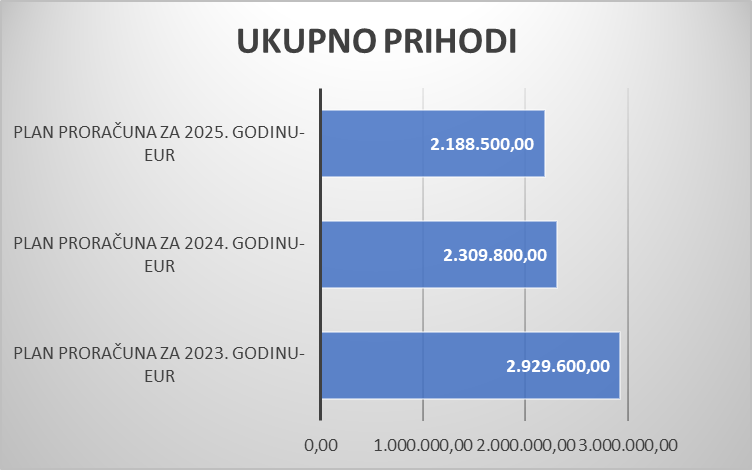 UKUPNO PRIHODI
PLAN PRORAČUNA ZA 2025. GODINU-
EUR
2.188.500,00
PLAN PRORAČUNA ZA 2024. GODINU-
EUR
2.309.800,00
PLAN PRORAČUNA ZA 2023. GODINU-
EUR
2.929.600,00
0,00 1.000.000,00 2.000.000,00 3.000.000,00